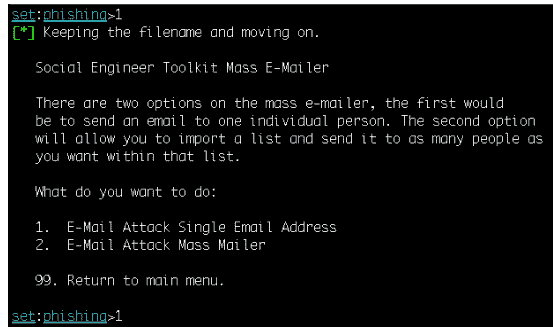 set:phishing>1
[*] Keeping the filename and moving on.
Social Engineer Toolkit Mass E-Mailer
There are two options on the mass e-mailer, the first would
be to send an email to one individual person. The second option
will allow you to import a list and send it to as many people as
you want within that list.
What do you want to do:
1. E-Mail Attack Single Email Address
2. E-Mail Attack Mass Mailer
99. Return to main menu.
set:phishing>1